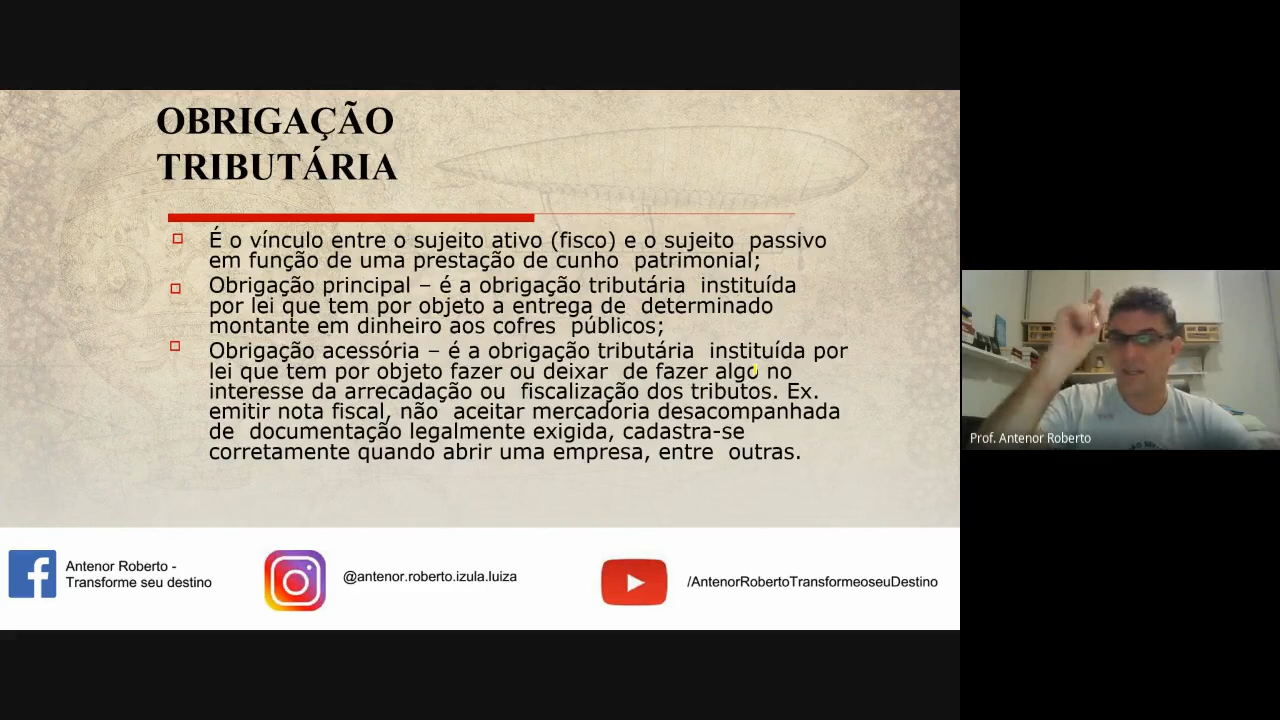 OBRIGAÇÃO
TRIBUTÁRIA
É o vínculo entre o sujeito ativo (fisco) e o sujeito passivo
em função de uma prestação de cunho patrimonial;
Obrigação principal – é a obrigação tributária instituída
por lei que tem por objeto a entrega de determinado
montante em dinheiro aos cofres públicos;
Obrigação acessória – é a obrigação tributária instituída por
lei que tem por objeto fazer ou deixar de fazer algo no
interesse da arrecadação ou fiscalização dos tributos. Ex.
emitir nota fiscal, não aceitar mercadoria desacompanhada
de documentação legalmente exigida, cadastra-se
corretamente quando abrir uma empresa, entre outras.
Prof. Antenor Roberto
Antenor Roberto -
Transforme seu destino
@antenor.roberto.izula.luiza
/AntenorRobertoTransformeoseuDestino